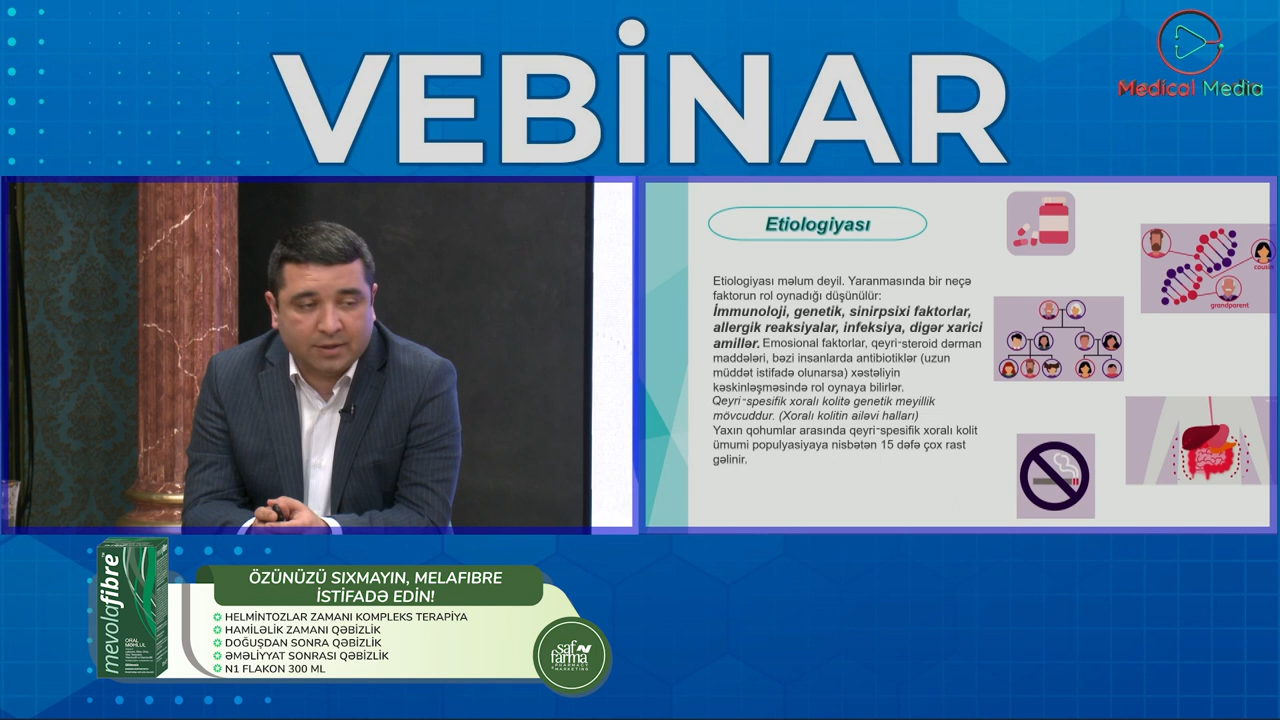 VEBİNAR
Medical Media
Etiologiyası
Etiologiyası məlum deyil. Yaranmasında bir neçə
faktorun rol oynadığı düşünülür:
İmmunoloji, genetik, sinirpsixi faktorlar,
allergik reaksiyalar, infeksiya, digər xarici
amillər. Emosional faktorlar, qeyri-steroid dərman
maddələri, bəzi insanlarda antibiotiklər (uzun
müddət istifadə olunarsa) xəstəliyin
kəskinləşməsində rol oynaya bilirlər.
Qeyri-spesifik xoralı kolitə genetik meyillik
mövcuddur. (Xoralı kolitin ailəvi halları)
Yaxın qohumlar arasında qeyri-spesifik xoralı kolit
ümumi populyasiyaya nisbətən 15 dəfə çox rast
gəlinir.
cousin
grandparent
mevolafibre
ORAL
MƏHLUL
ÖZÜNÜZÜ SIXMAYIN, MELAFIBRE
İSTİFADƏ EDİN!
HELMİNTOZLAR ZAMANI KOMPLEKS TERAPİYA
HAMİLƏLİK ZAMANI QƏBİZLİK
DOĞUŞDAN SONRA QƏBİZLİK
ƏMƏLİYYAT SONRASI QƏBİZLİK
N1 FLAKON 300 ML
saf
farma
PHARMACY
MARKETING